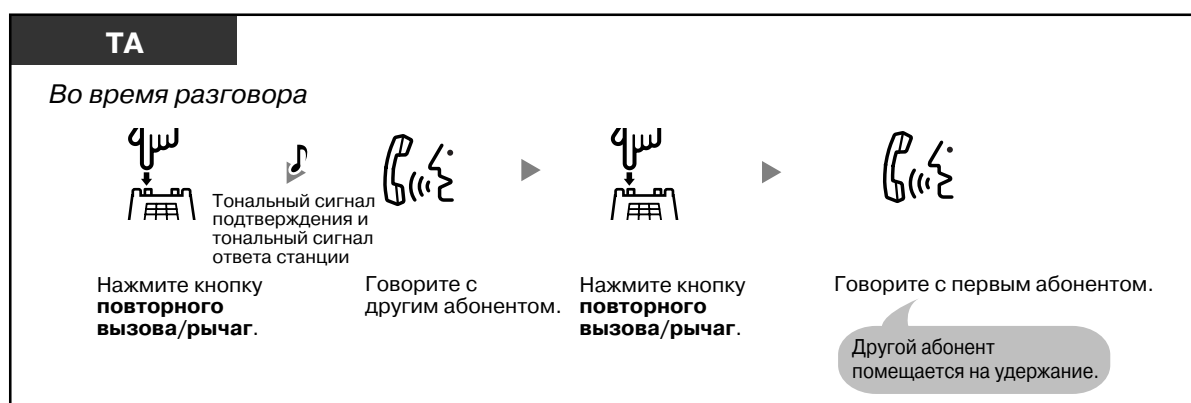 ТА
Во время разговора
Тональный сигнал
подтверждения и
тональный сигнал
ответа станции
Нажмите кнопку
повторного
вызова/рычаг.
Говорите с
другим абонентом.
Нажмите кнопку
повторного
вызова/рычаг.
Говорите с первым абонентом.
Другой абонент
помещается на удержание.